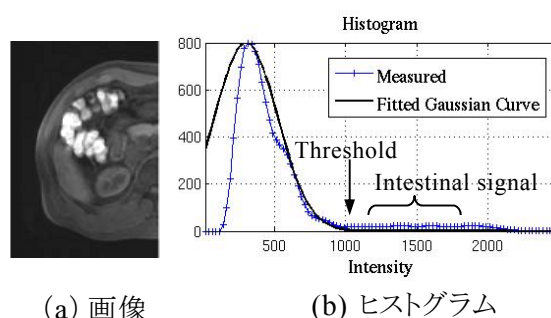 Histogram
800
600
400
200
0
Measured
Fitted Gaussian Curve
Threshold
Intestinal signal
500
1000
1500
2000
Intensity
(a) 画像
(b) ヒストグラム